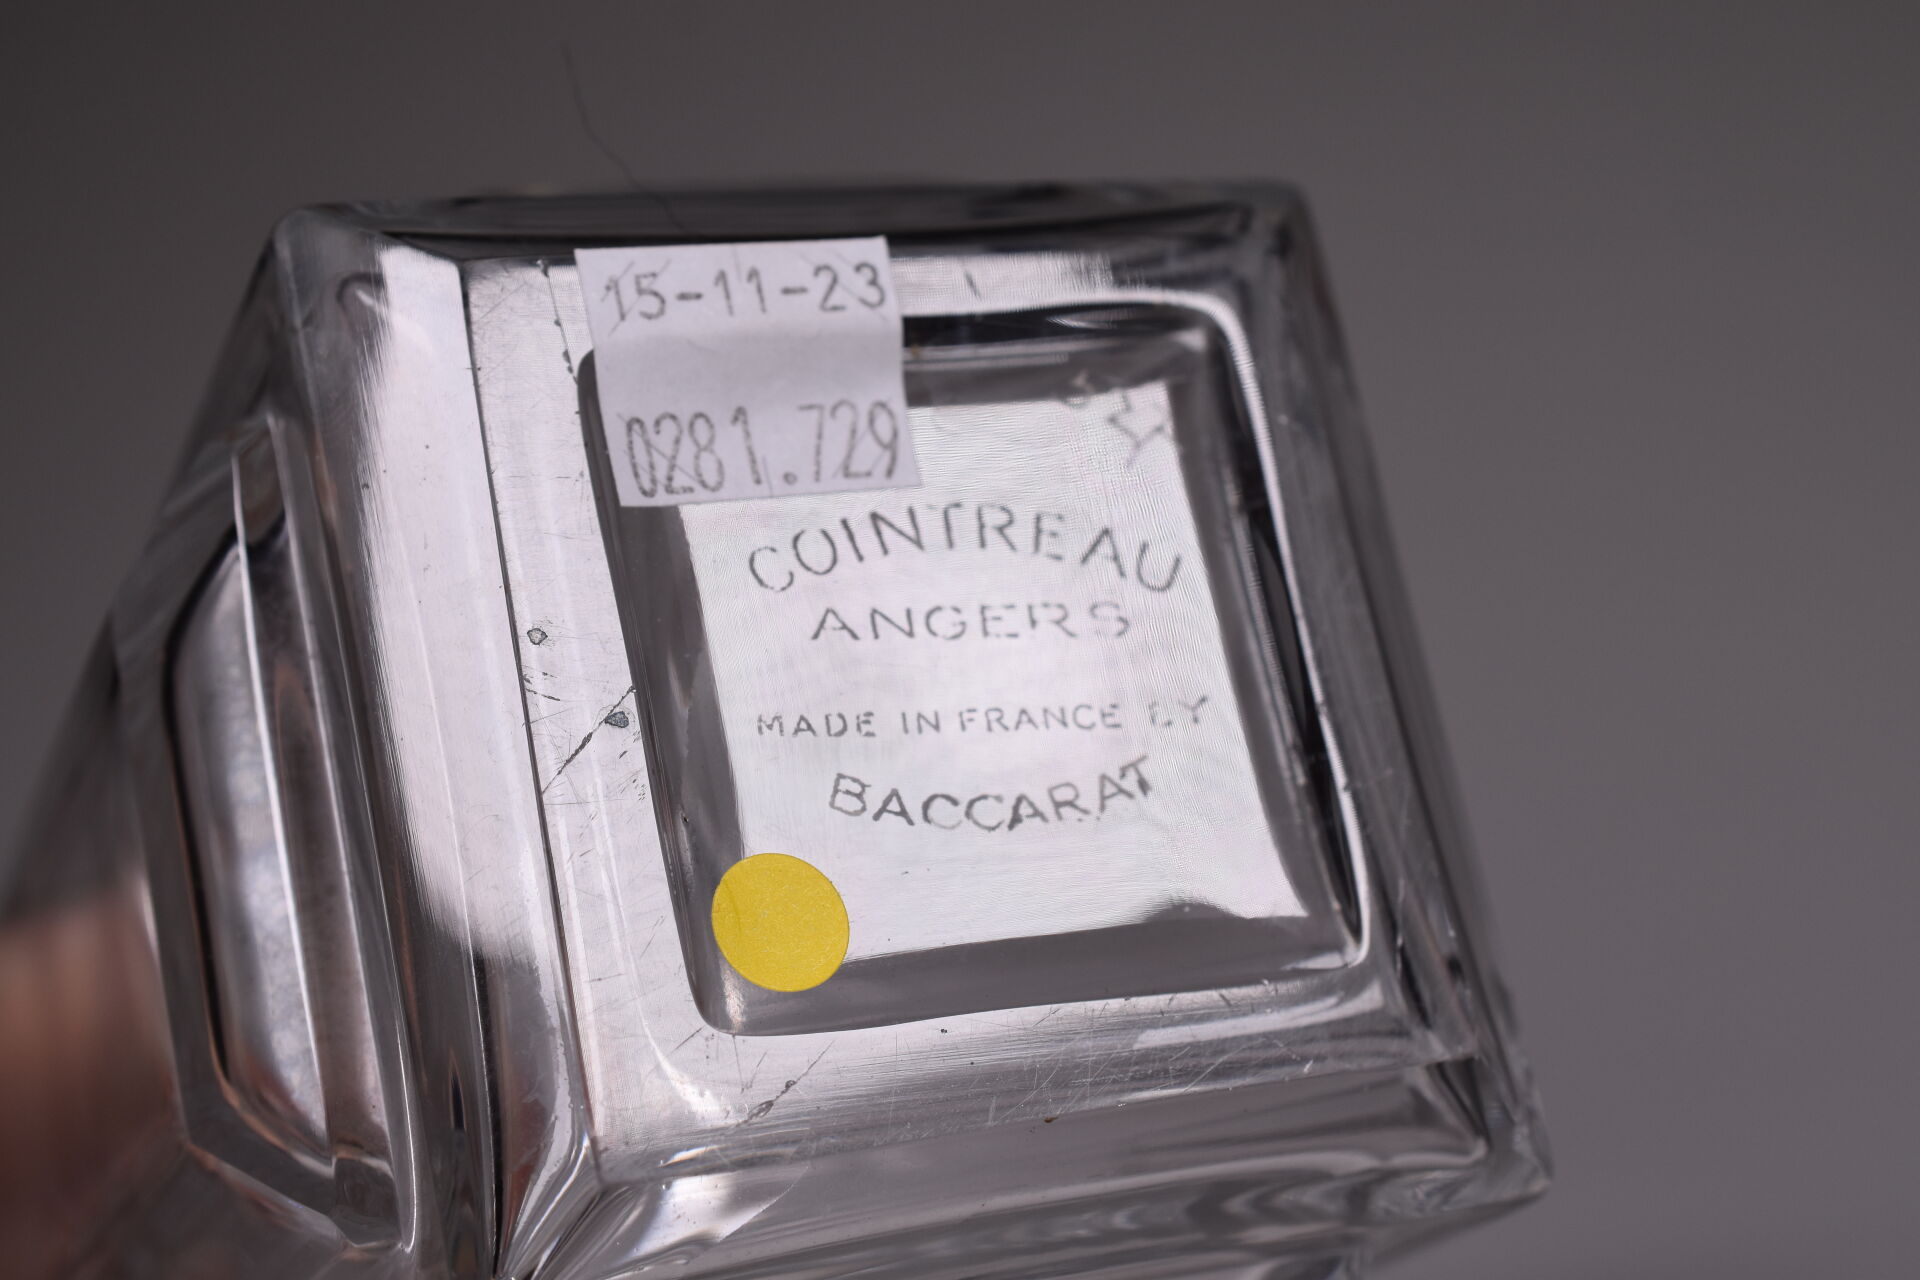 15-11-23
0281.729
COINTREAU
ANGERS
MADE IN FRANCE BY
BACCARAT